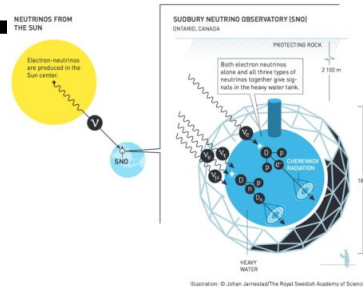 NEUTRINOS FROM
THE SUN
Electron-neutrinos
are produced in the
Sun center.
ν
SNO
SUDBURY NEUTRINO OBSERVATORY (SNO)
ONTARIO, CANADA
PROTECTING ROCK
Both electron neutrinos
alone and all three types of
neutrinos together give sig-
nals in the heavy water tank.
2 100 m
CHERENKOV
RADIATION
18
HEAVY
WATER
Illustration: © Johan Jarnestad/The Royal Swedish Academy of Scienc